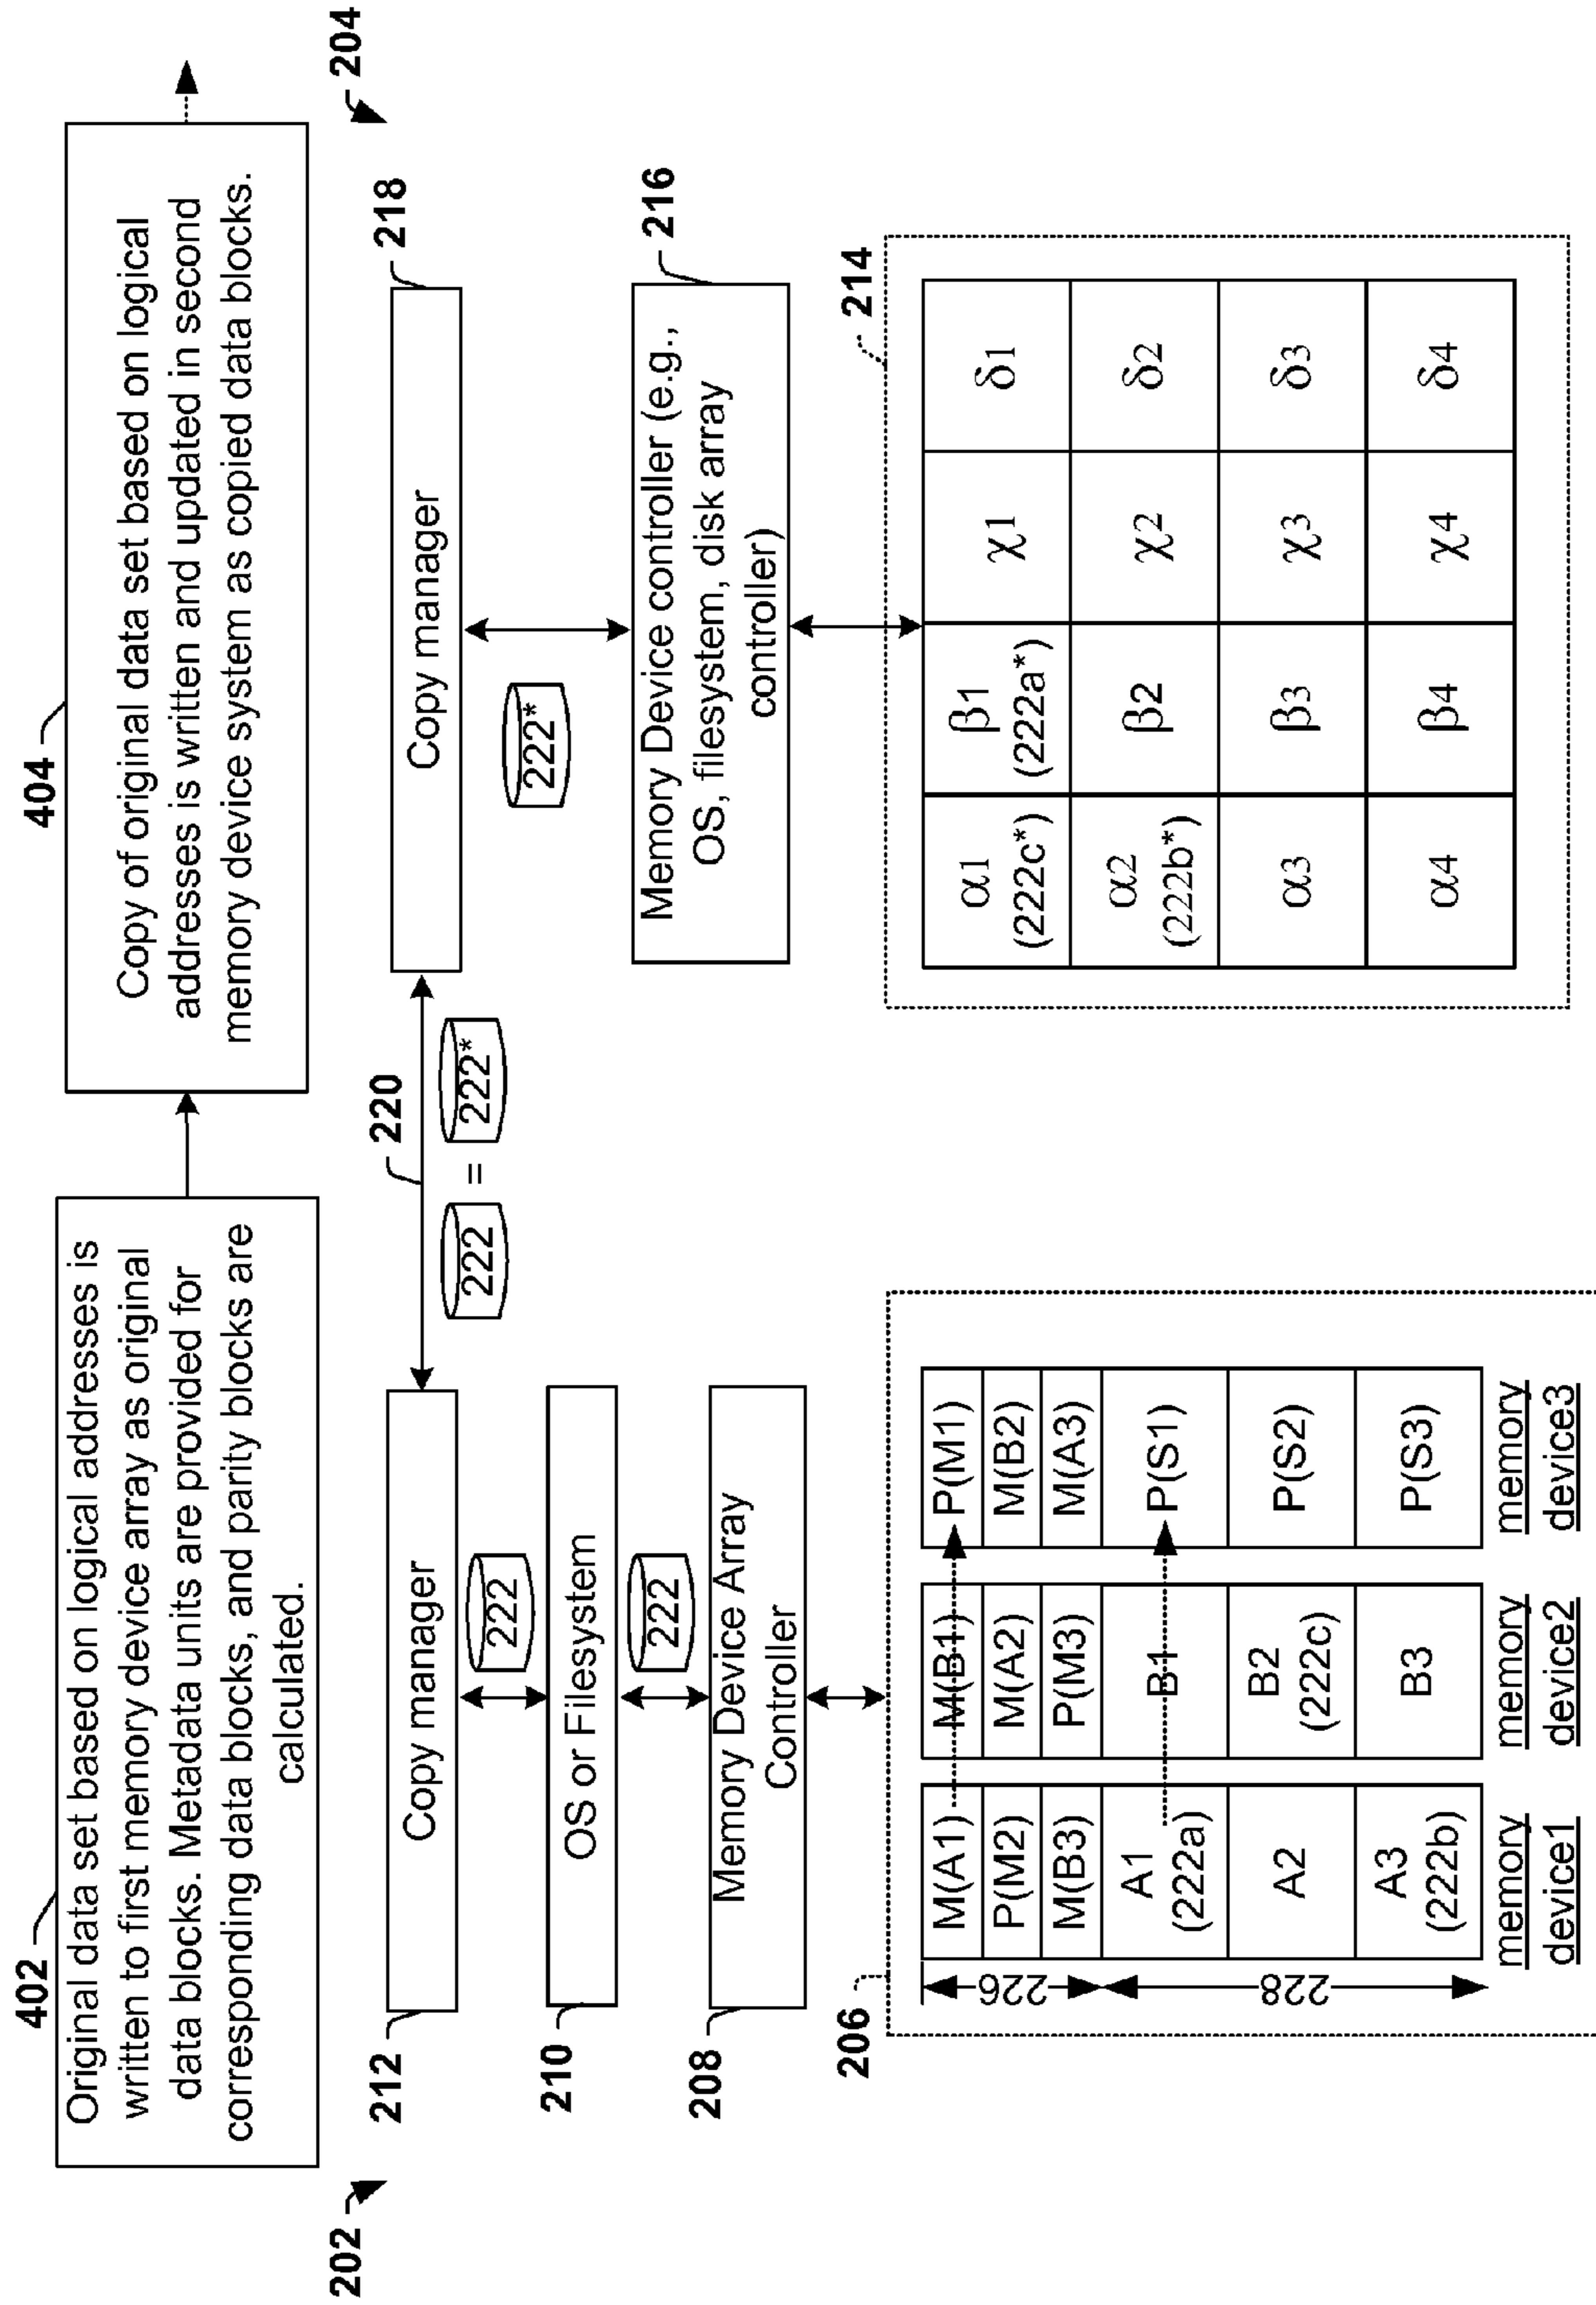 402
Original data set based on logical addresses is
written to first memory device array as original
data blocks. Metadata units are provided for
corresponding data blocks, and parity blocks are
calculated.
404
Copy of original data set based on logical
addresses is written and updated in second
memory device system as copied data blocks.
202
204
212
Copy manager
220
222 = 222*
218
Copy manager
222
222*
210
OS or Filesystem
222
208
Memory Device Array
Controller
216
Memory Device controller (e.g.,
OS, filesystem, disk array
controller)
206
226
228
M(A1) M(B1) P(M1)
P(M2) M(A2) M(B2)
M(B3) P(M3) M(A3)
A1
(222a)
B1
P(S1)
A2
B2
(222c)
P(S2)
A3
(222b)
B3
P(S3)
memory
device1
memory
device2
memory
device3
214
α1
(222c*)
β1
(222a*)
χ1
δ1
α2
(222b*)
β2
χ2
δ2
α3 β3 χ3 δ3
α4 β4 χ4 δ4